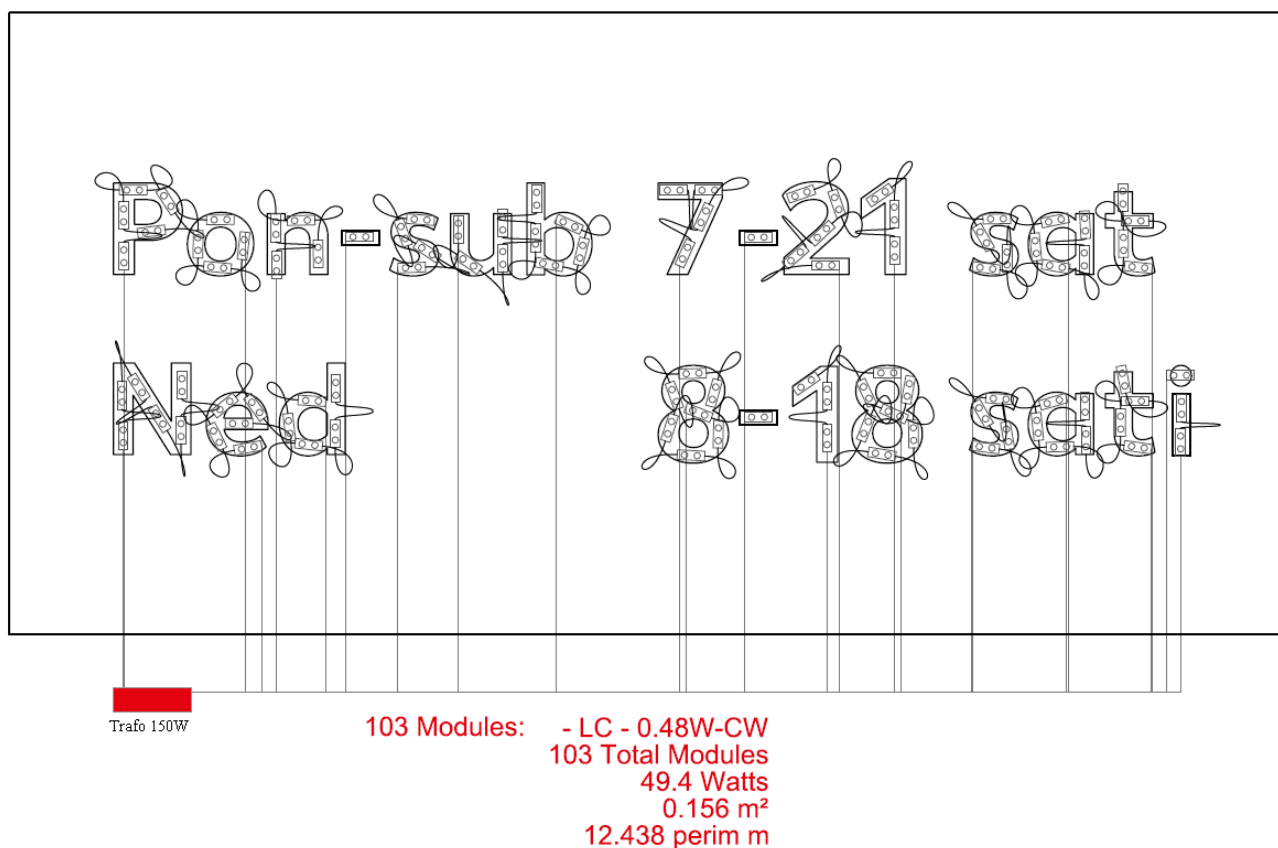 Pon-sub 7-21 sat
Ned 8-18 sati
Trafo 150W
103 Modules: - LC - 0.48W-CW
103 Total Modules
49.4 Watts
0.156 m²
12.438 perim m